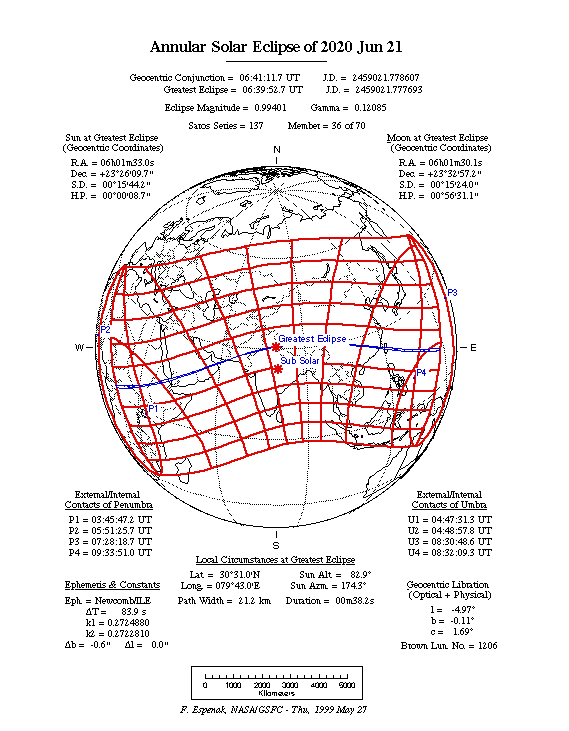 Annular Solar Eclipse of 2020 Jun 21
Geocentric Conjunction = 06:41:11.7 UT J.D. = 2459021.778607
Greatest Eclipse = 06:39:52.7 UT J.D. = 2459021.777693
Eclipse Magnitude = 0.99401 Gamma = 0.12085
Saros Series = 137 Member = 36 of 70
Sun at Greatest Eclipse
(Geocentric Coordinates)
R.A. = 06h01m33.0s
Dec. = +23°26'09.7"
S.D. = 00°15'44.2"
H.P. = 00°00'08.7"
Moon at Greatest Eclipse
(Geocentric Coordinates)
R.A. = 06h01m30.1s
Dec. = +23°32'57.2"
S.D. = 00°15'24.0"
H.P. = 00°56'31.1"
N
P3
P2
Greatest Eclipse
W
E
Sub Solar
P4
P1
S
External/Internal
Contacts of Penumbra
P1 = 03:45:47.2 UT
P2 = 05:51:25.7 UT
P3 = 07:28:18.7 UT
P4 = 09:33:51.0 UT
External/Internal
Contacts of Umbra
U1 = 04:47:31.3 UT
U2 = 04:48:57.8 UT
U3 = 08:30:48.6 UT
U4 = 08:32:09.3 UT
Local Circumstances at Greatest Eclipse
Lat. = 30°31.0'N Sun Alt. = 82.9°
Long. = 079°43.0'E Sun Azm. = 174.3°
Path Width = 21.2 km Duration = 00m38.2s
Ephemeris & Constants
Eph. = Newcomb/ILE
ΔT = 83.9 s
k1 = 0.2724880
k2 = 0.2722810
Δb = -0.6" Δl = 0.0"
Geocentric Libration
(Optical + Physical)
l = -4.97°
b = -0.11°
c = 1.69°
Brown Lun. No. = 1206
0 1000 2000 3000 4000 5000
Kilometers
F. Espenak, NASA/GSFC - Thu, 1999 May 27